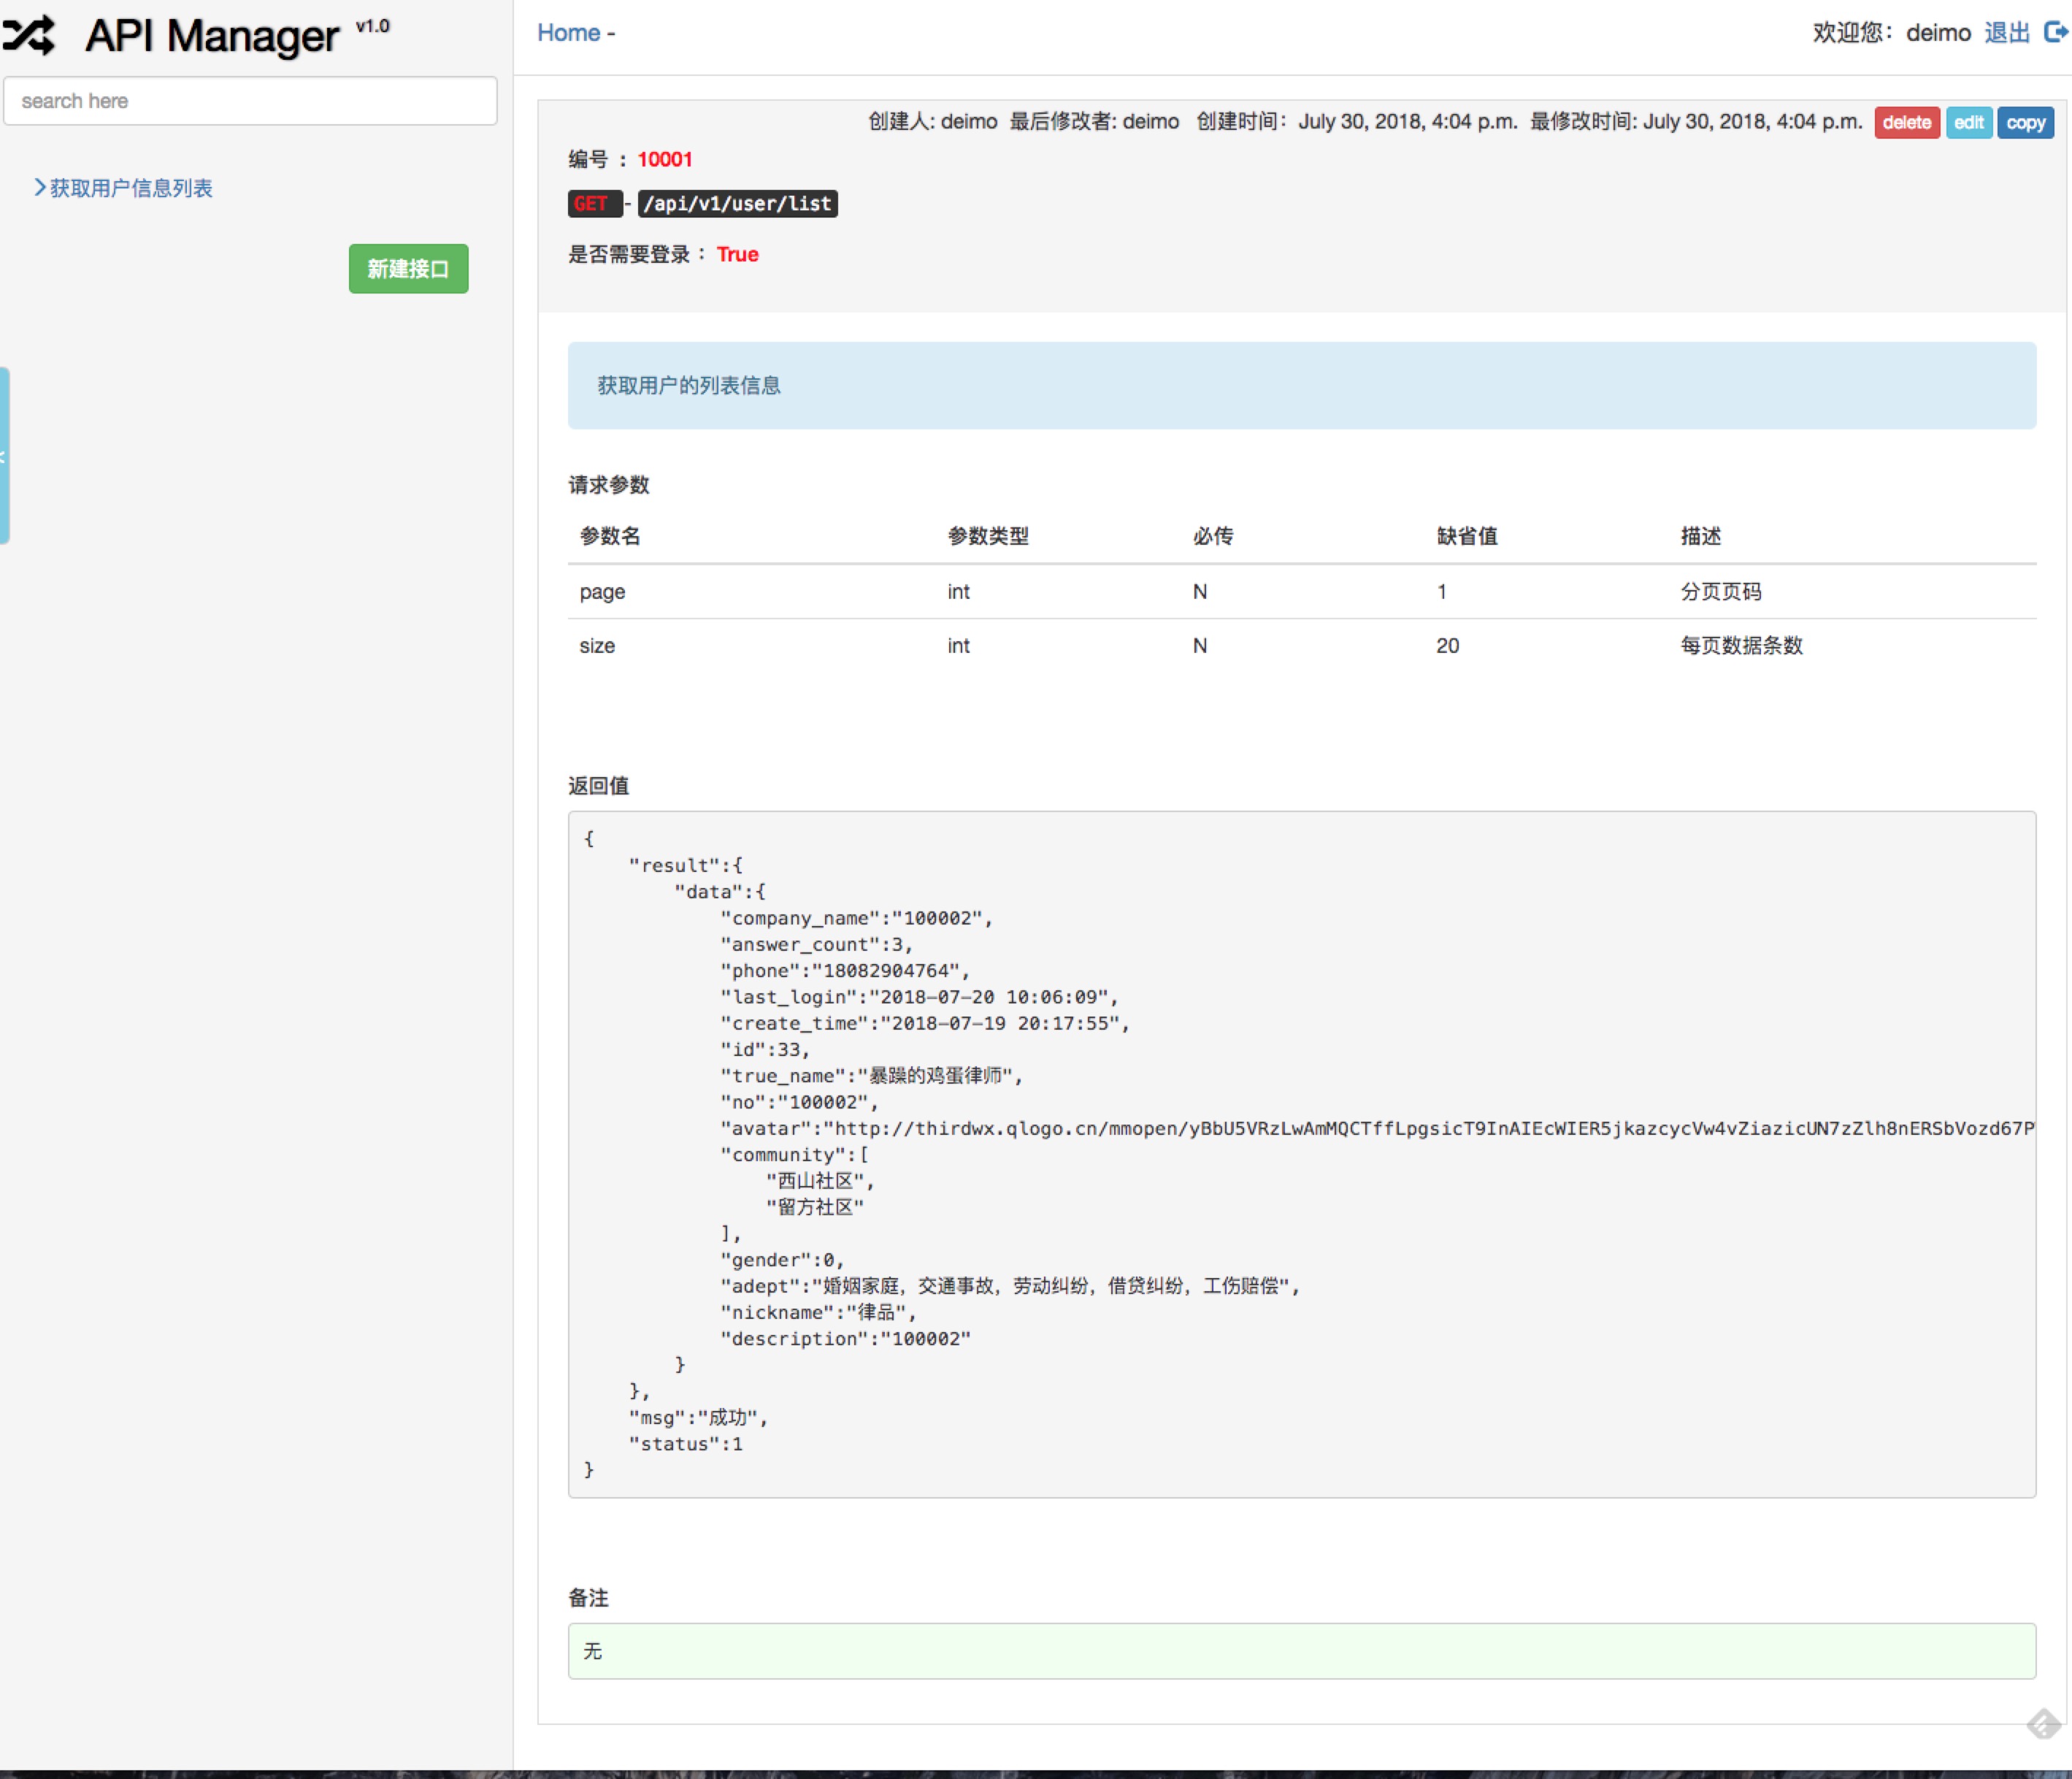 API Manager v1.0
search here
获取用户信息列表
新建接口
Home -
欢迎您：deimo 退出
创建人: deimo 最后修改者: deimo 创建时间：July 30, 2018, 4:04 p.m. 最修改时间: July 30, 2018, 4:04 p.m. delete edit copy
编号 : 10001
GET - /api/v1/user/list
是否需要登录 : True
获取用户的列表信息
请求参数
参数名 参数类型 必传 缺省值 描述
page int N 1 分页页码
size int N 20 每页数据条数
返回值
{
"result":{
"data":{
"company_name":"100002",
"answer_count":3,
"phone":"18082904764",
"last_login":"2018-07-20 10:06:09",
"create_time":"2018-07-19 20:17:55",
"id":33,
"true_name":"暴躁的鸡蛋律师",
"no":"100002",
"avatar":"http://thirdwx.qlogo.cn/mmopen/yBbU5VRzLwAmMQCTffLpgsicT9InAIEcWIER5jkazcycVw4vZiazicUN7zZlh8nERSbVozd67P
"community":[
"西山社区",
"留方社区"
],
"gender":0,
"adept":"婚姻家庭，交通事故，劳动纠纷，借贷纠纷，工伤赔偿",
"nickname":"律品",
"description":"100002"
}
},
"msg":"成功",
"status":1
}
备注
无